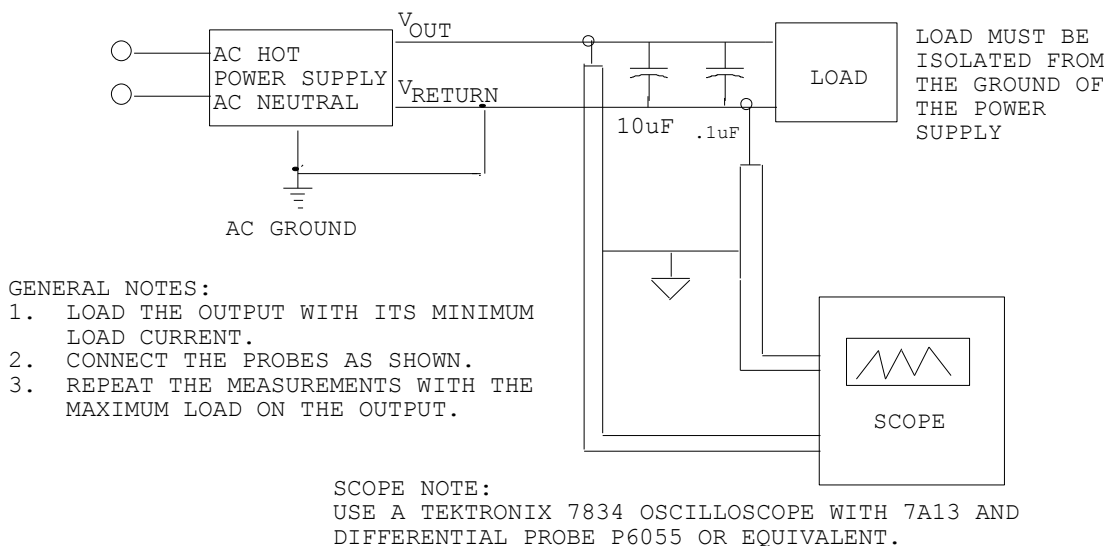 V OUT
AC HOT
POWER SUPPLY
AC NEUTRAL
V RETURN
10uF
.1uF
LOAD
LOAD MUST BE
ISOLATED FROM
THE GROUND OF
THE POWER
SUPPLY
AC GROUND
GENERAL NOTES:
1. LOAD THE OUTPUT WITH ITS MINIMUM
LOAD CURRENT.
2. CONNECT THE PROBES AS SHOWN.
3. REPEAT THE MEASUREMENTS WITH THE
MAXIMUM LOAD ON THE OUTPUT.
SCOPE
SCOPE NOTE:
USE A TEKTRONIX 7834 OSCILLOSCOPE WITH 7A13 AND
DIFFERENTIAL PROBE P6055 OR EQUIVALENT.